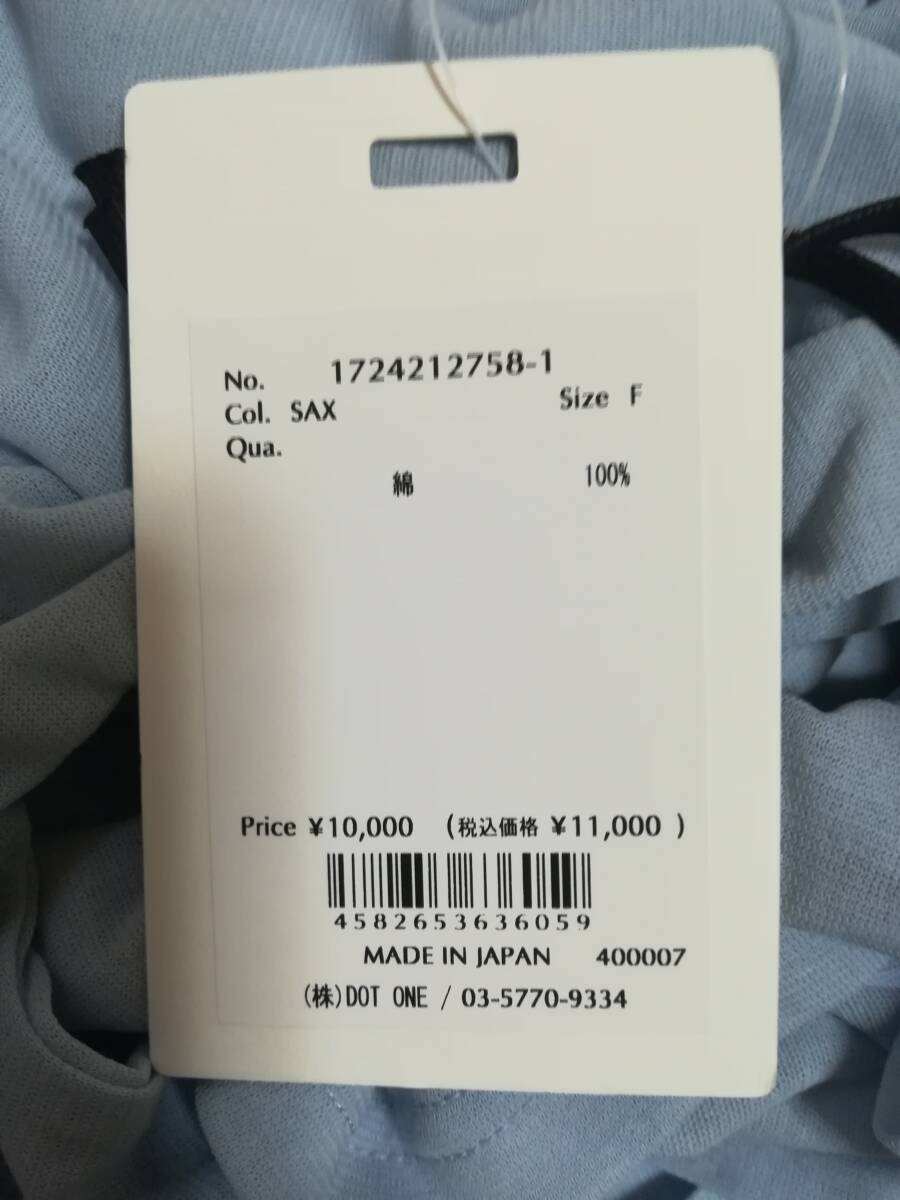 No. 1724212758-1
Col. SAX Size F
Qua.
綿 100%
Price ¥10,000 (税込価格 ¥11,000 )
4582653636059
MADE IN JAPAN 400007
(株)DOT ONE / 03-5770-9334